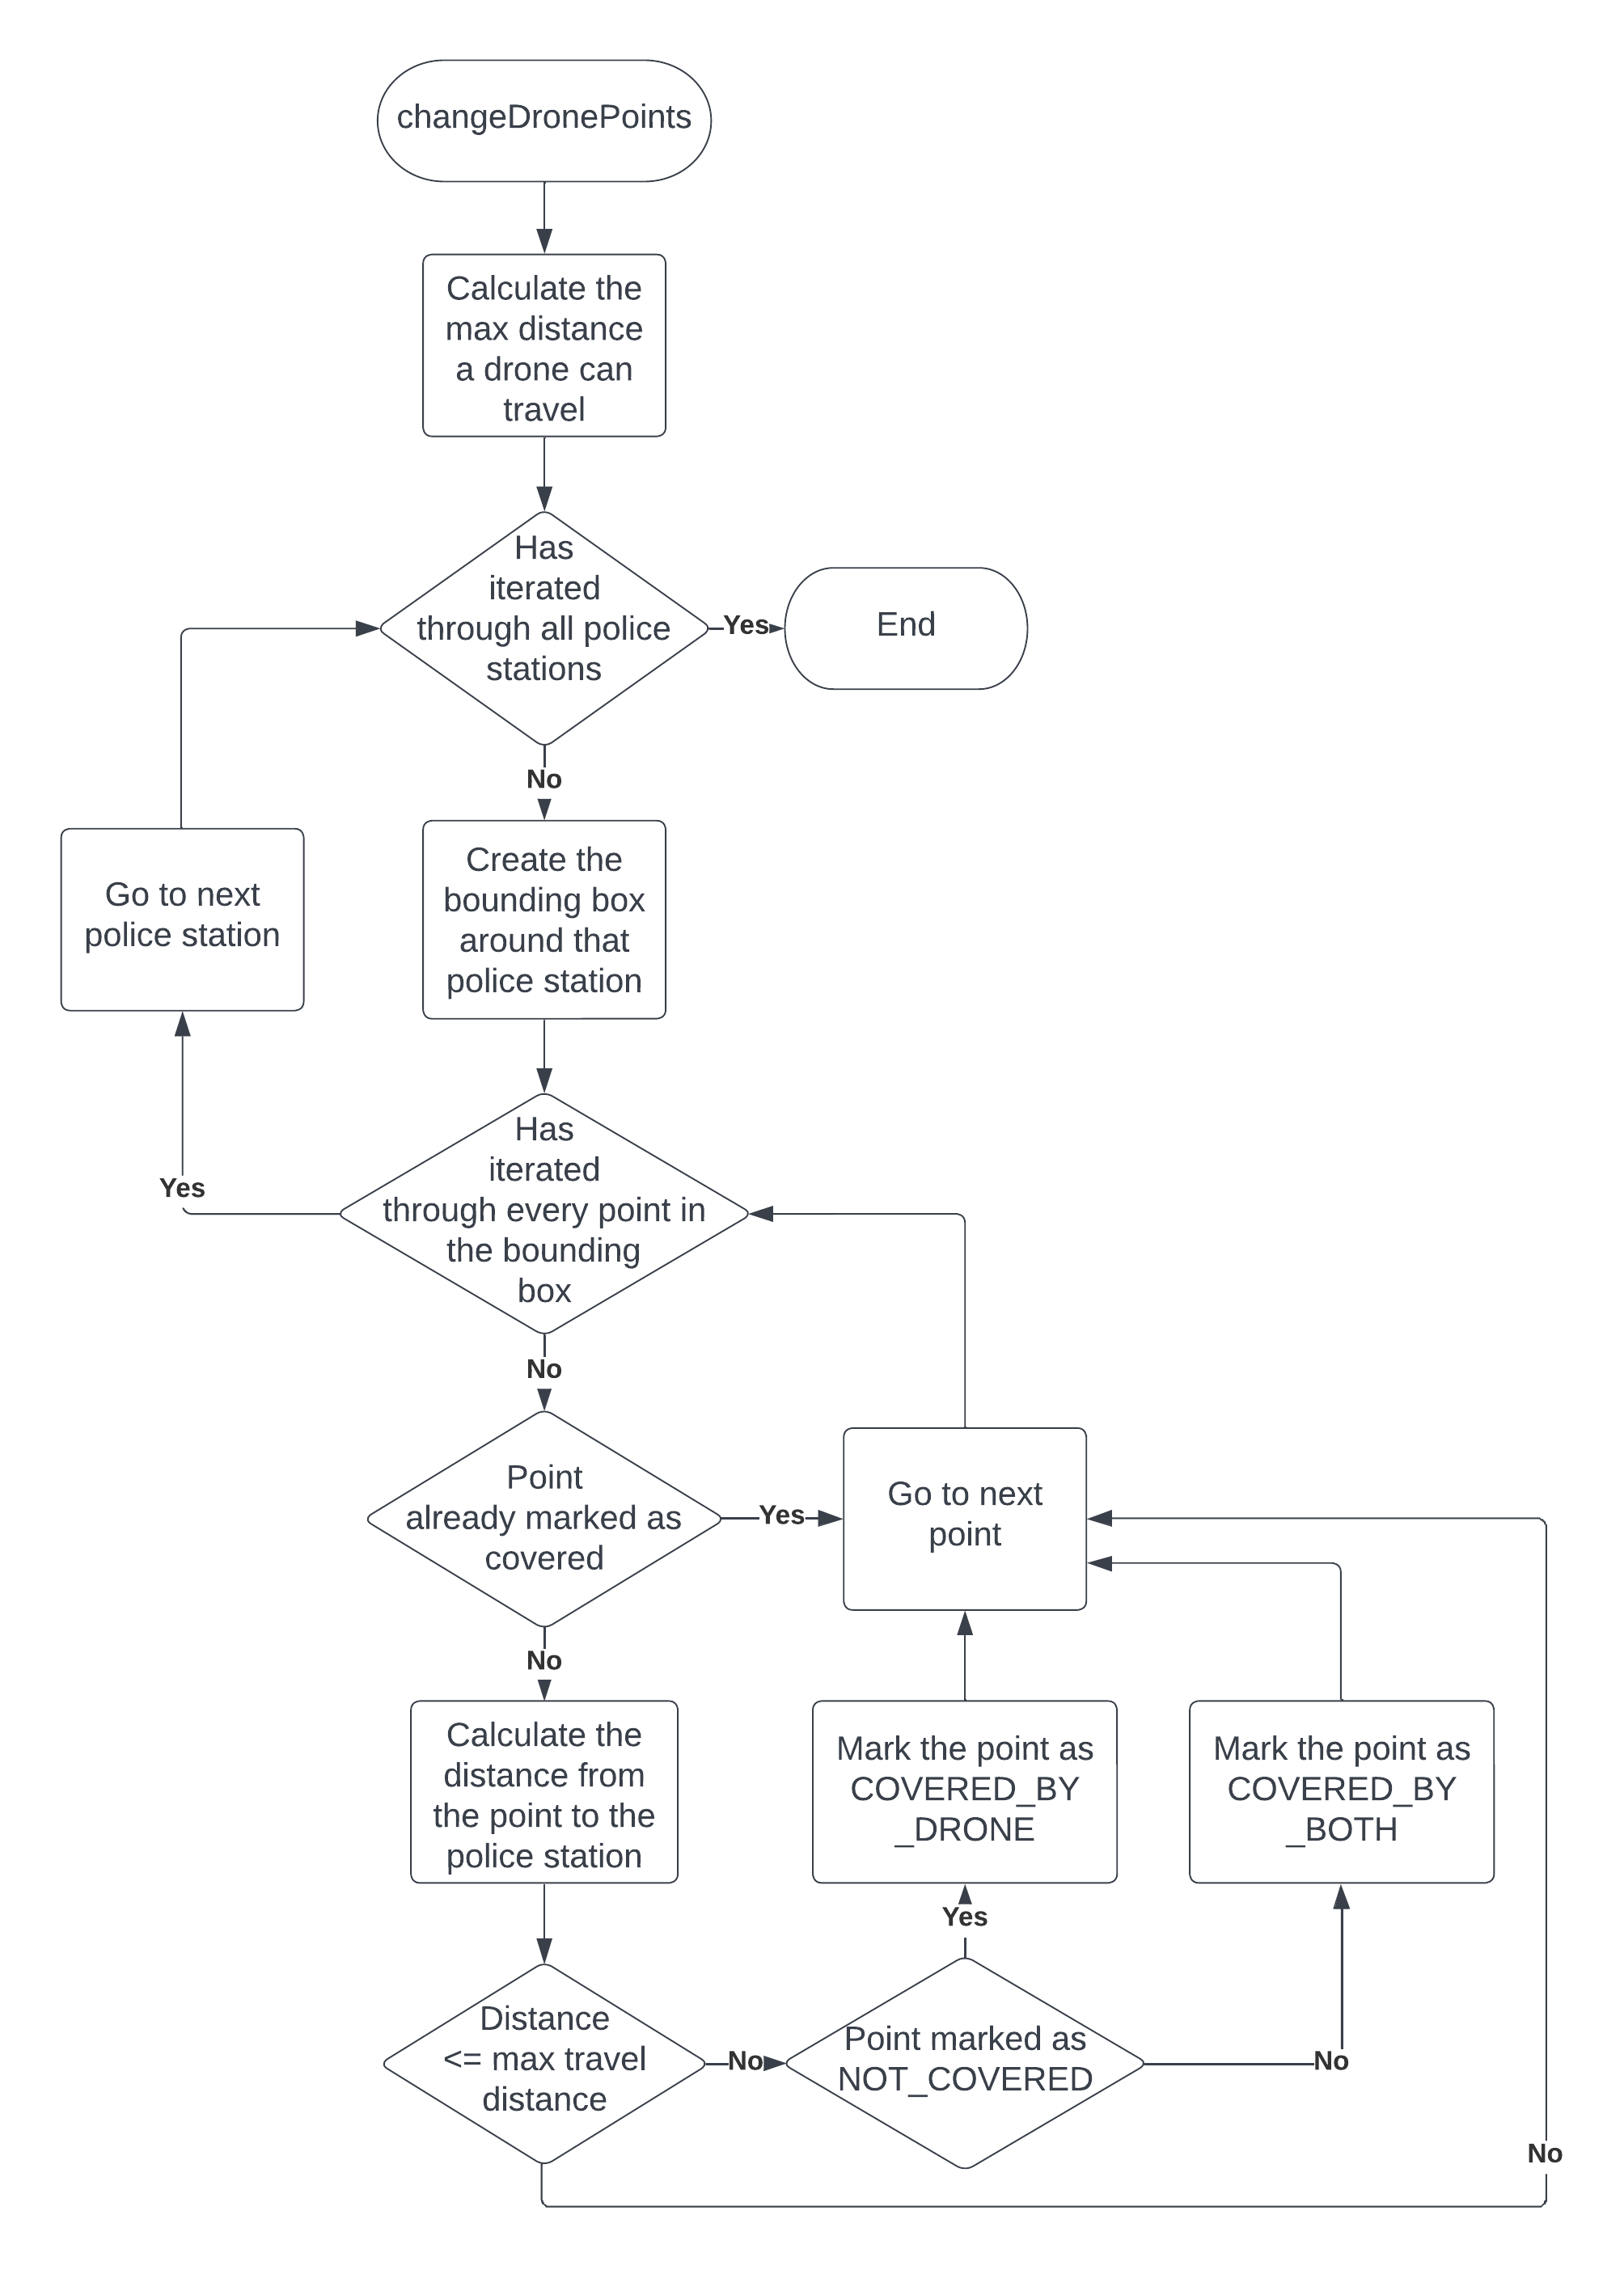 changeDronePoints
Calculate the
max distance
a drone can
travel
Has
iterated
through all police
stations
Yes
End
No
Go to next
police station
Create the
bounding box
around that
police station
Has
iterated
through every point in
the bounding
box
Yes
No
Point
already marked as
covered
Yes
Go to next
point
No
Calculate the
distance from
the point to the
police station
Mark the point as
COVERED_BY
_DRONE
Mark the point as
COVERED_BY
_BOTH
Yes
Distance
<= max travel
distance
No
Point marked as
NOT_COVERED
No
No